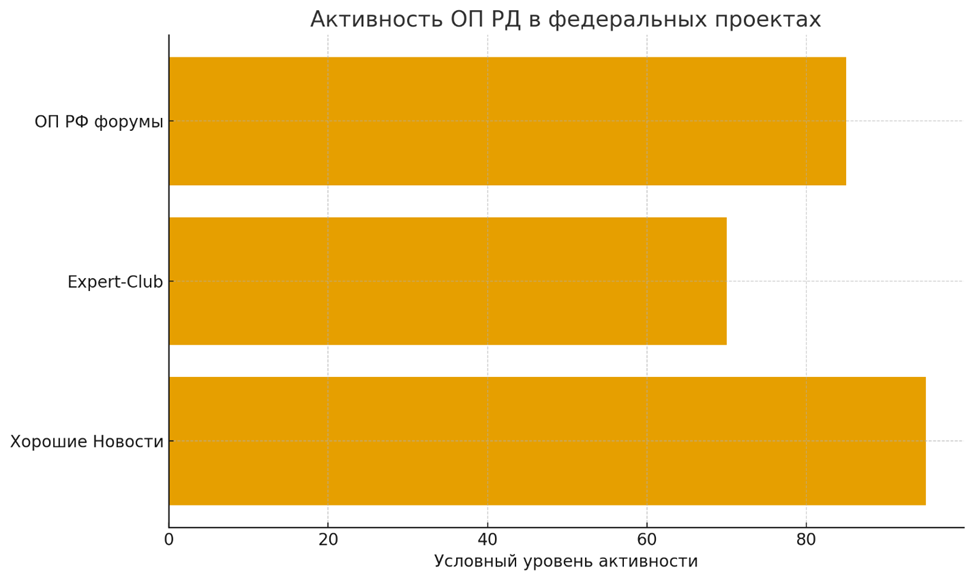 Активность ОП РД в федеральных проектах
ОП РФ форумы
Expert-Club
Хорошие Новости
0 20 40 60 80
Условный уровень активности